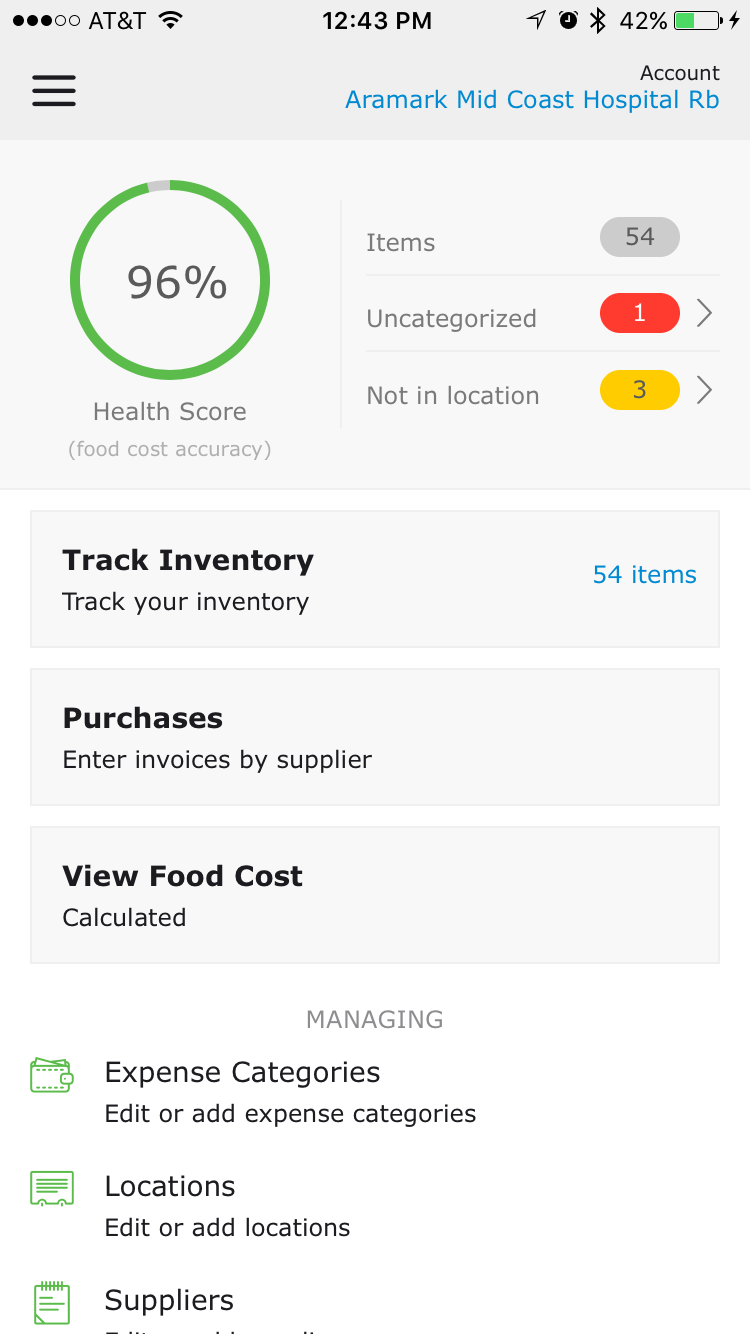 AT&T 12:43 PM 42%
Account
Aramark Mid Coast Hospital Rb
96%
Health Score
(food cost accuracy)
Items 54
Uncategorized 1
Not in location 3
Track Inventory
Track your inventory
54 items
Purchases
Enter invoices by supplier
View Food Cost
Calculated
MANAGING
Expense Categories
Edit or add expense categories
Locations
Edit or add locations
Suppliers